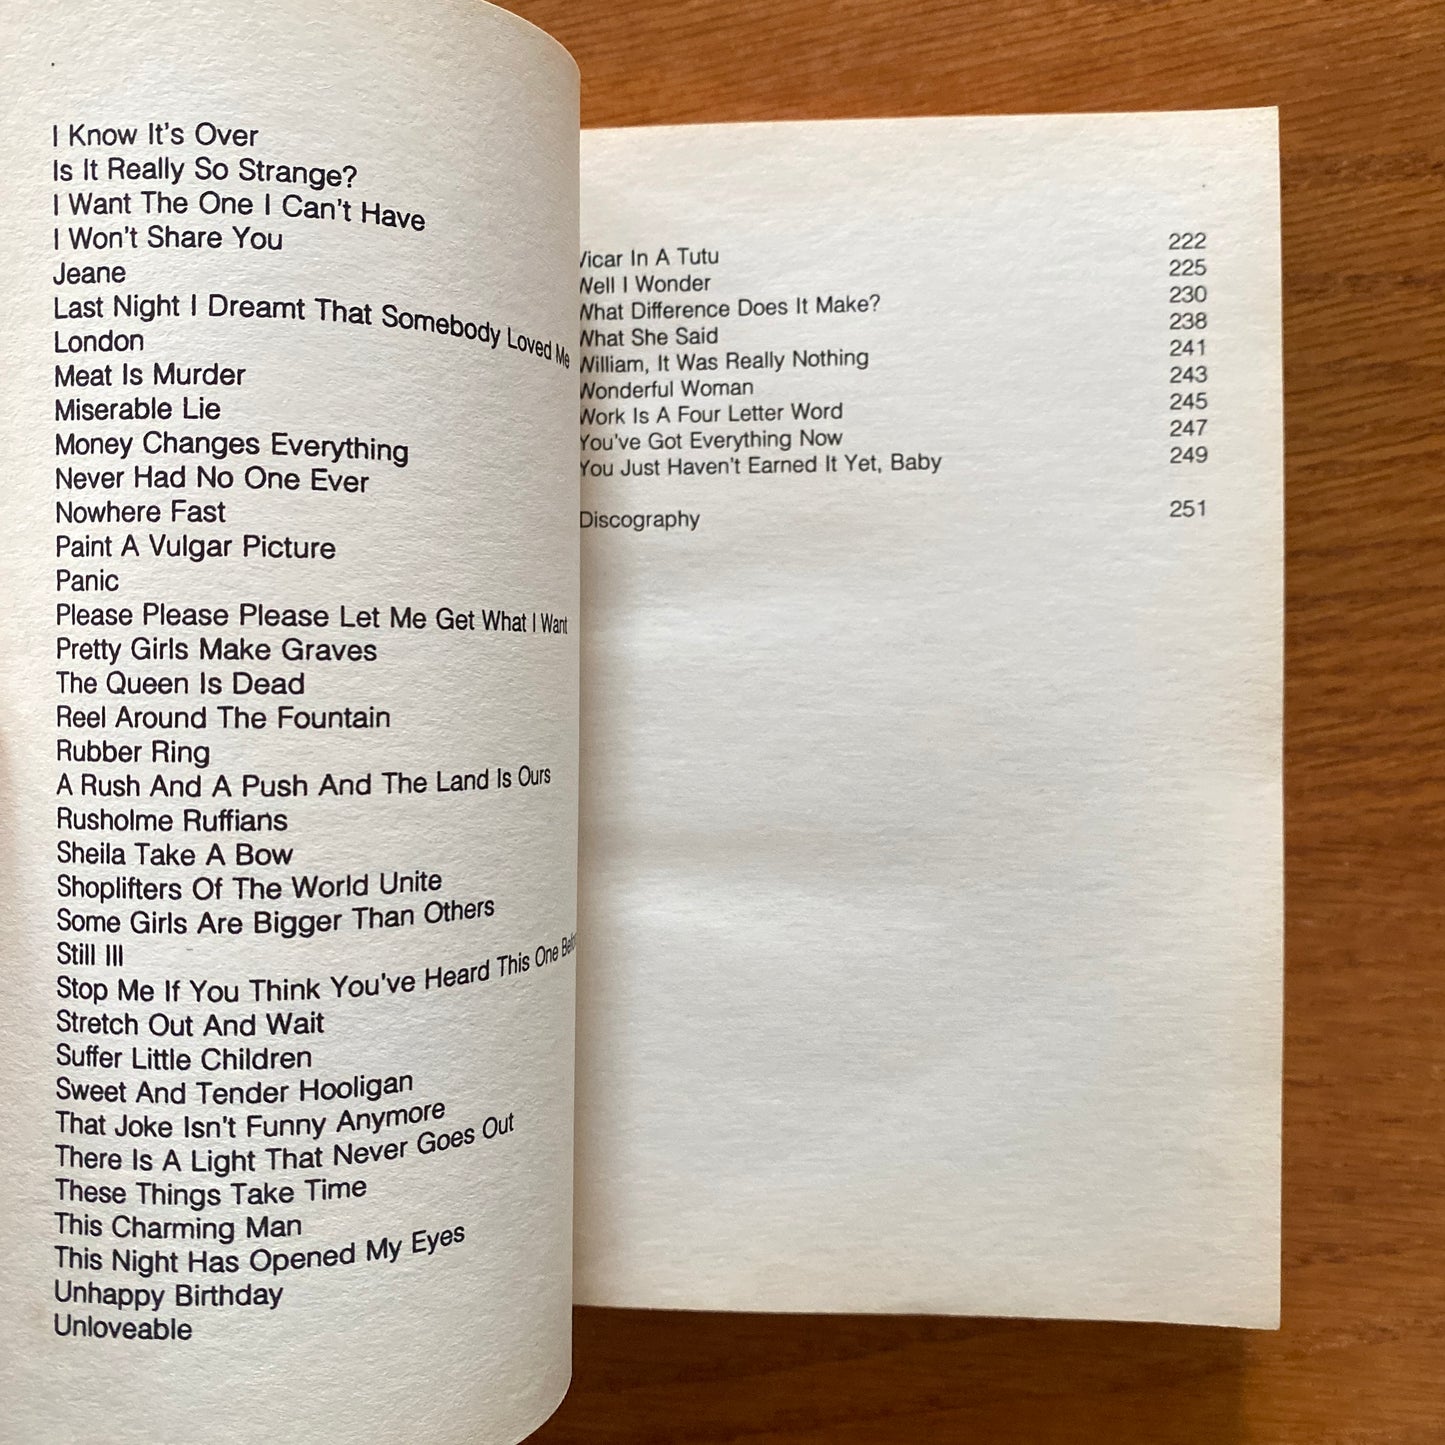 I Know It's Over
Is It Really So Strange?
I Want The One I Can't Have
I Won't Share You
Jeane
Last Night I Dreamt That Somebody Loved Me
London
Meat Is Murder
Miserable Lie
Money Changes Everything
Never Had No One Ever
Nowhere Fast
Paint A Vulgar Picture
Panic
Please Please Please Let Me Get What I Want
Pretty Girls Make Graves
The Queen Is Dead
Reel Around The Fountain
Rubber Ring
A Rush And A Push And The Land Is Ours
Rusholme Ruffians
Sheila Take A Bow
Shoplifters Of The World Unite
Some Girls Are Bigger Than Others
Still Ill
Stop Me If You Think You've Heard This One
Stretch Out And Wait
Suffer Little Children
Sweet And Tender Hooligan
That Joke Isn't Funny Anymore
There Is A Light That Never Goes Out
These Things Take Time
This Charming Man
This Night Has Opened My Eyes
Unhappy Birthday
Unloveable
Vicar In A Tutu 222
Well I Wonder 225
What Difference Does It Make? 230
What She Said 238
William, It Was Really Nothing 241
Wonderful Woman 243
Work Is A Four Letter Word 245
You've Got Everything Now 247
You Just Haven't Earned It Yet, Baby 249
Discography 251